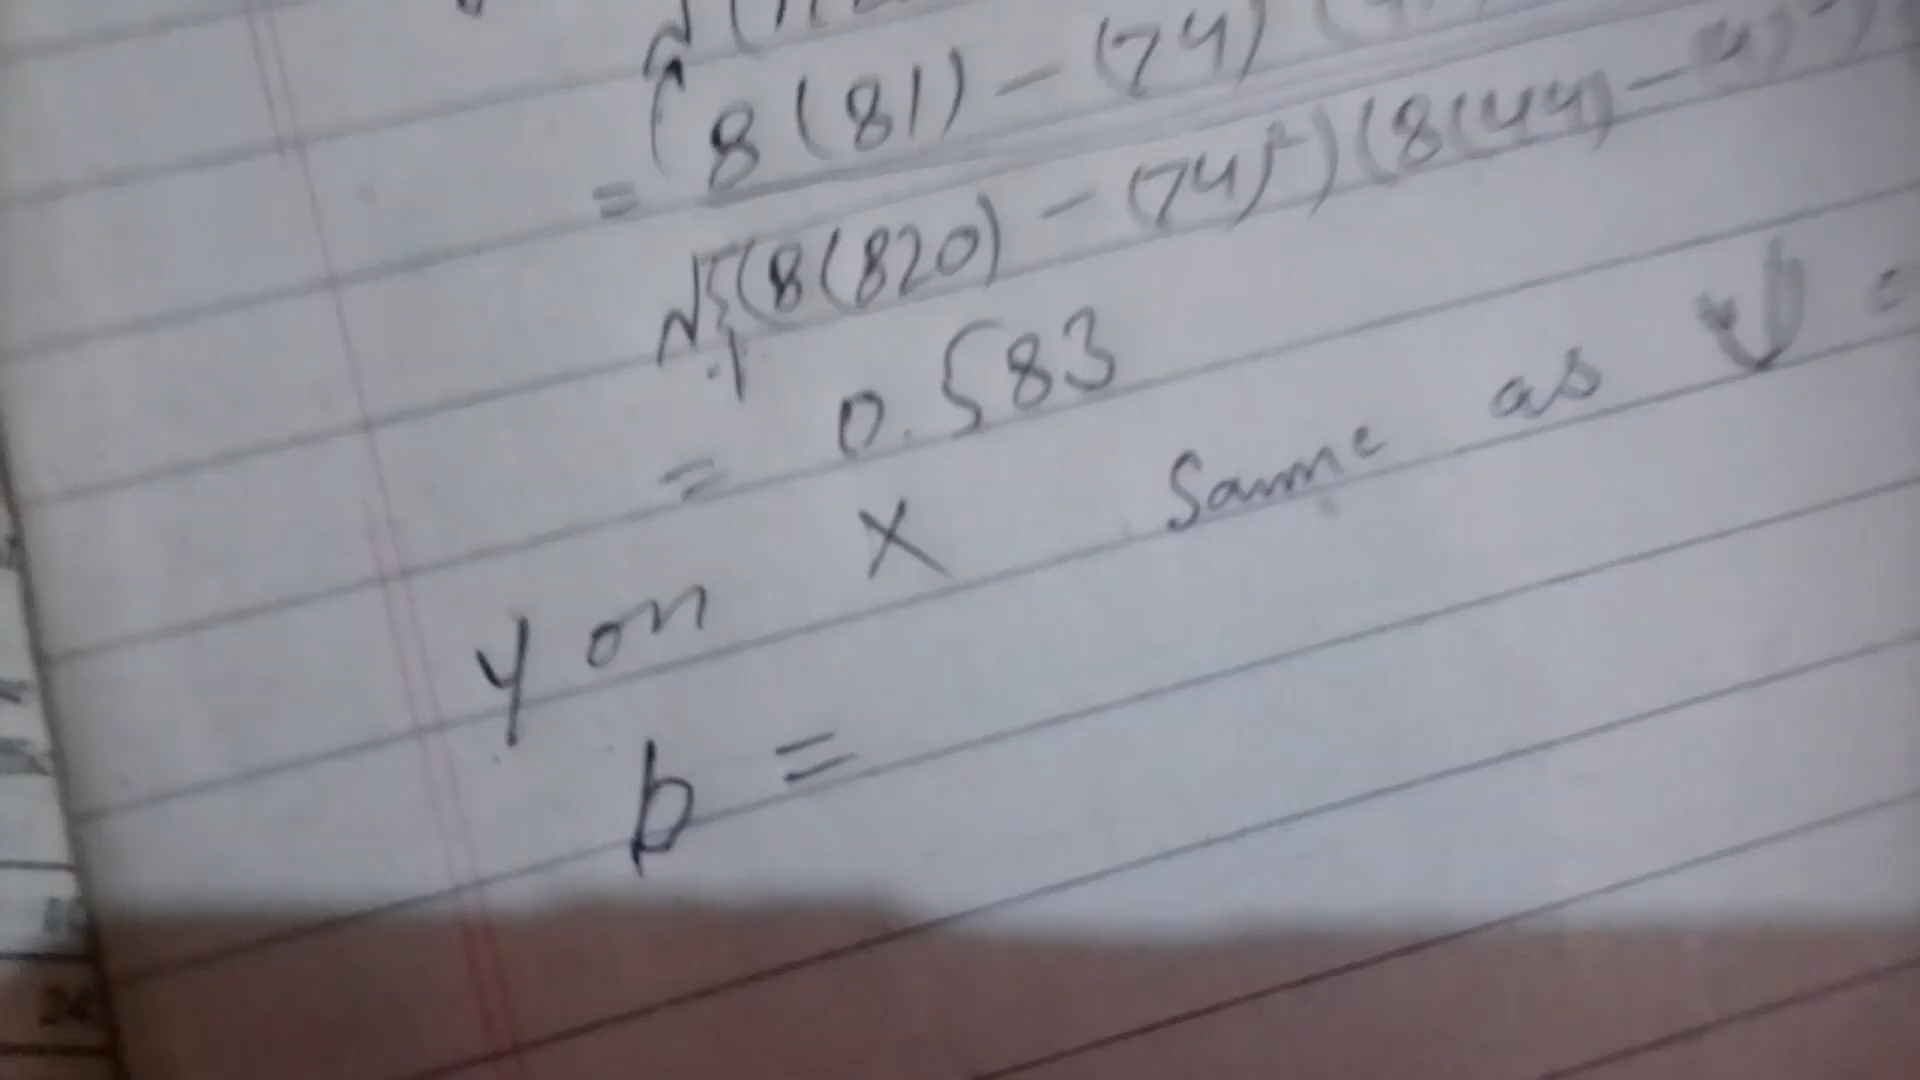 = 8(81) - (74)
√{(8(820) - (74)²)(8(44) -
= 0.583
y on X Same as
b =